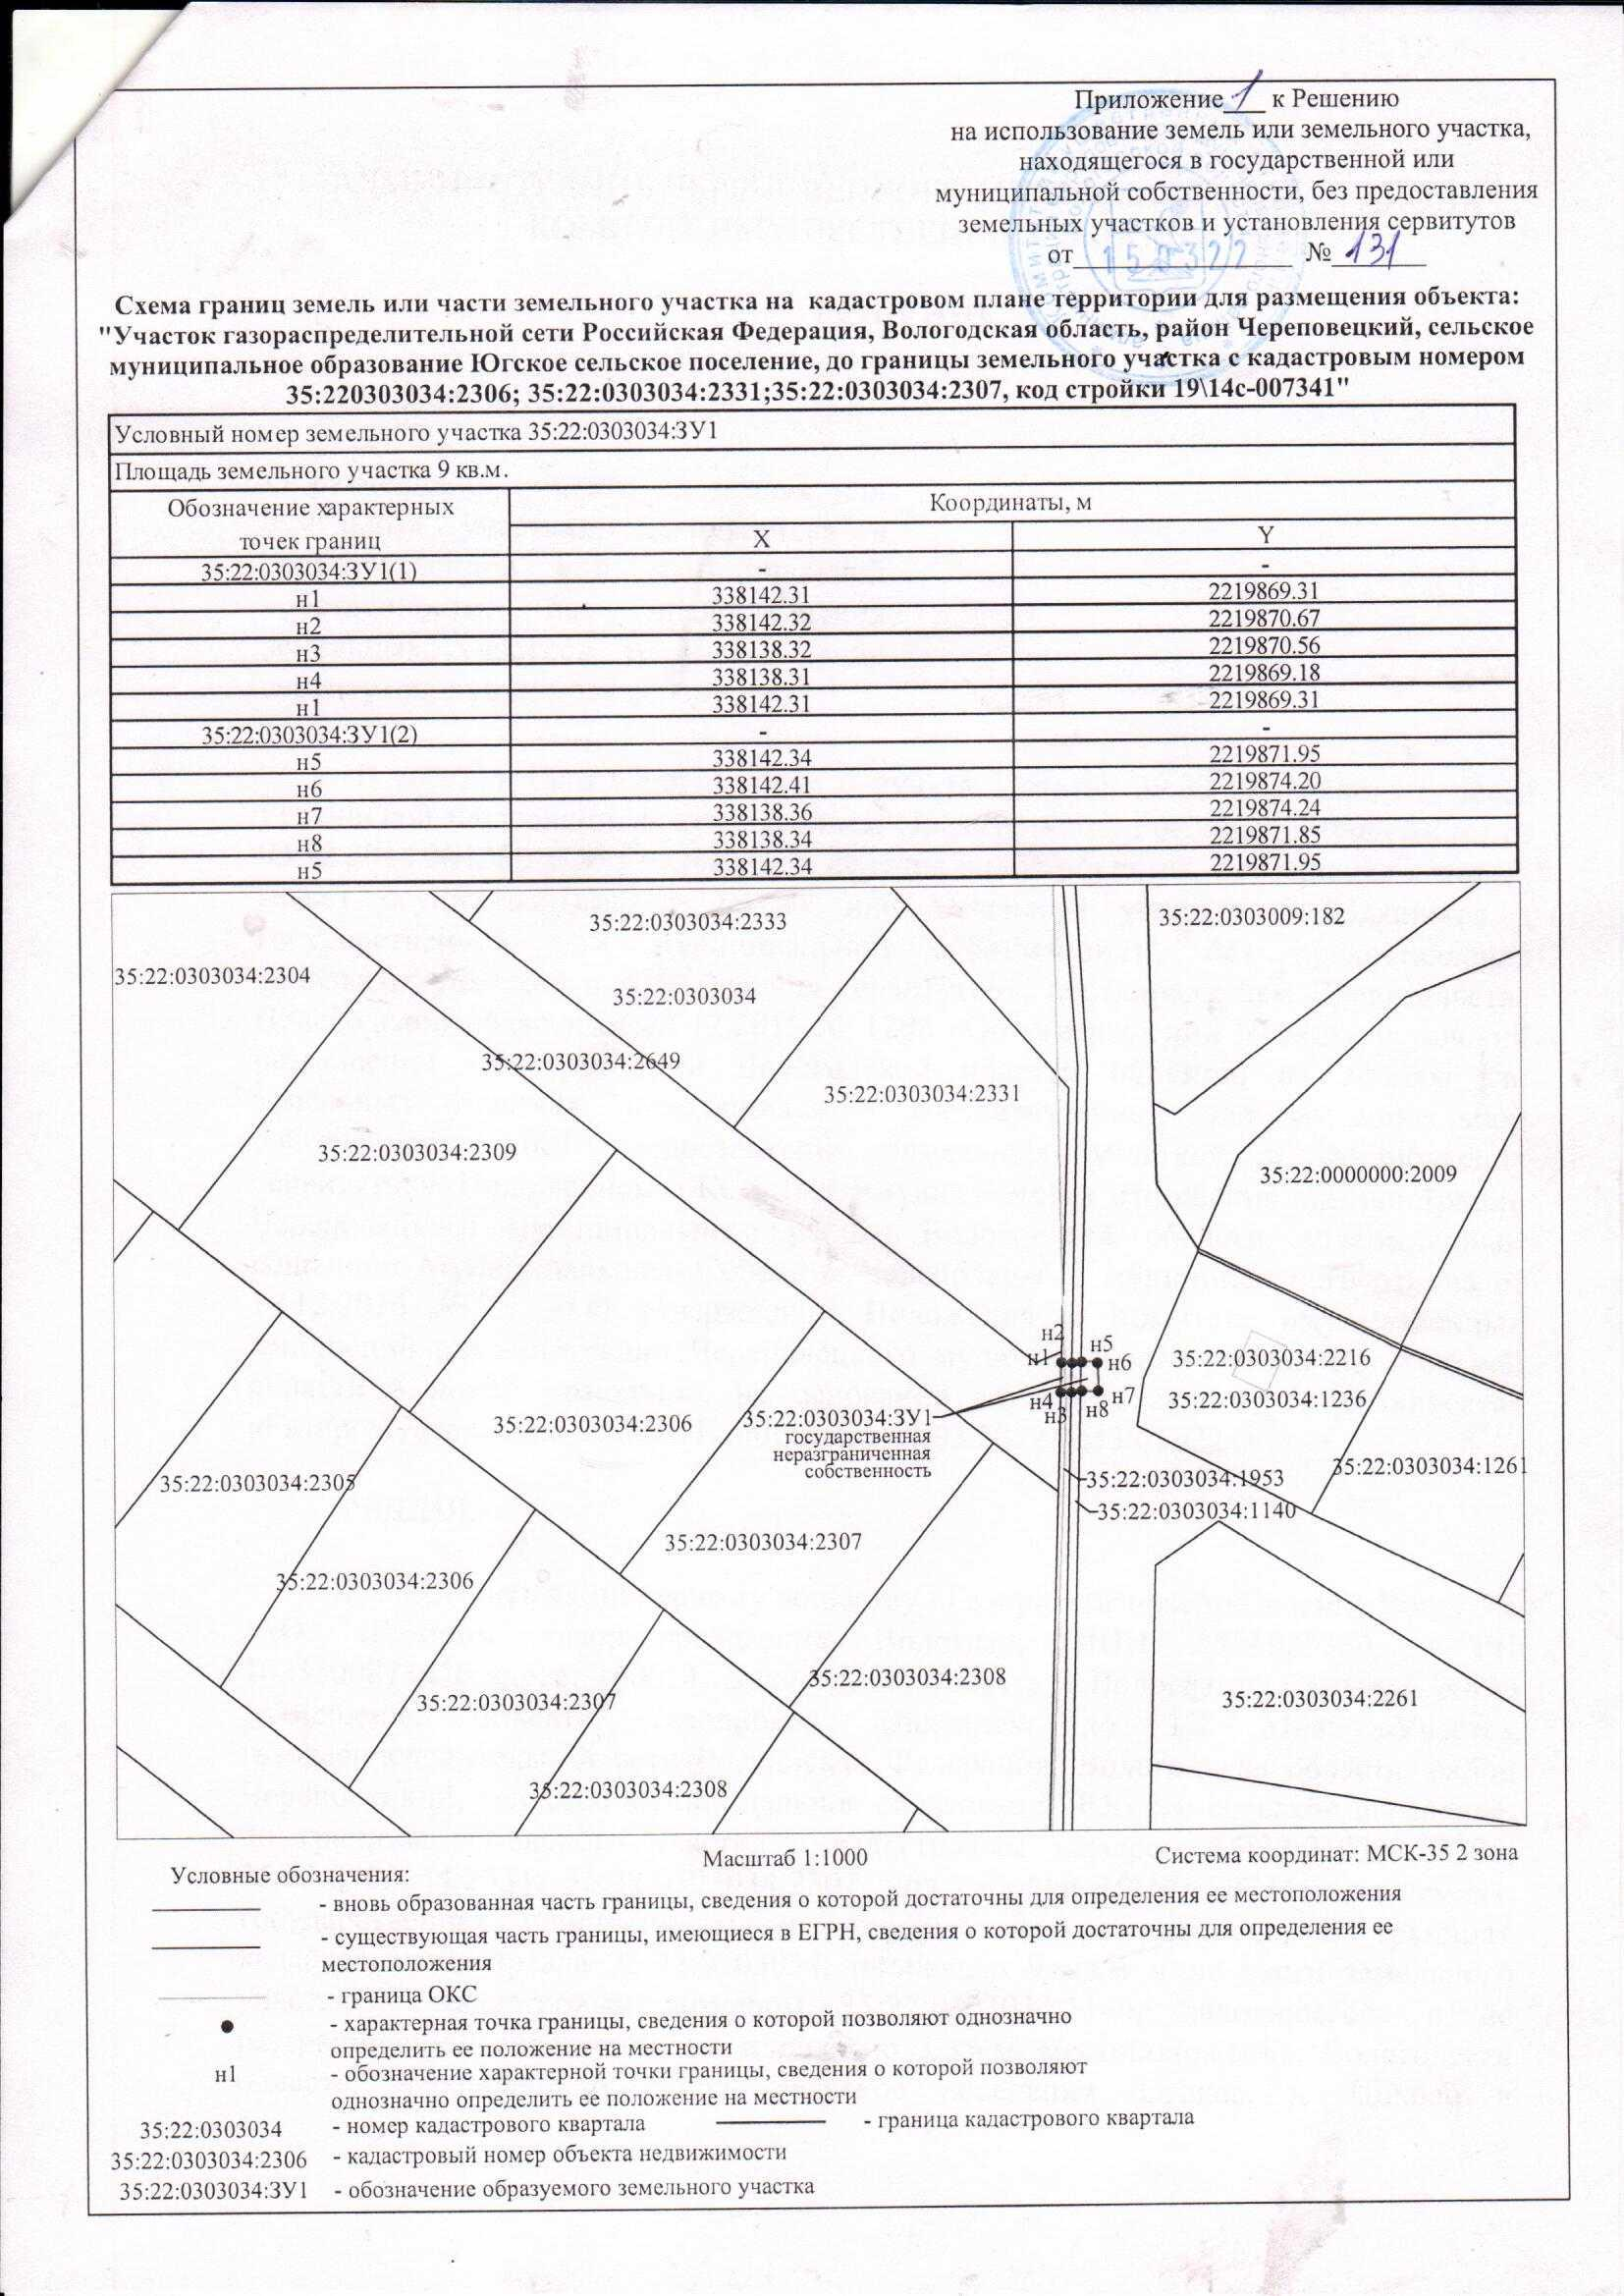 Приложение 1 к Решению
на использование земель или земельного участка,
находящегося в государственной или
муниципальной собственности, без предоставления
земельных участков и установления сервитутов
от 150322 № 131
Схема границ земель или части земельного участка на кадастровом плане территории для размещения объекта:
"Участок газораспределительной сети Российская Федерация, Вологодская область, район Череповецкий, сельское
муниципальное образование Югское сельское поселение, до границы земельного участка с кадастровым номером
35:220303034:2306; 35:22:0303034:2331;35:22:0303034:2307, код стройки 19\14с-007341"
Условный номер земельного участка 35:22:0303034:ЗУ1
Площадь земельного участка 9 кв.м.
Обозначение характерных точек границ Координаты, м
X Y
35:22:0303034:ЗУ1(1) - -
н1 338142.31 2219869.31
н2 338142.32 2219870.67
н3 338138.32 2219870.56
н4 338138.31 2219869.18
н1 338142.31 2219869.31
35:22:0303034:ЗУ1(2) - -
н5 338142.34 2219871.95
н6 338142.41 2219874.20
н7 338138.36 2219874.24
н8 338138.34 2219871.85
н5 338142.34 2219871.95
35:22:0303034:2333
35:22:0303009:182
35:22:0303034:2304
35:22:0303034
35:22:0303034:2649
35:22:0303034:2331
35:22:0303034:2309
35:22:0000000:2009
н2
н5
н1
н6
35:22:0303034:2216
н4
н7
35:22:0303034:1236
н3
н8
35:22:0303034:2306
35:22:0303034:ЗУ1
государственная
неразграниченная
собственность
35:22:0303034:1261
35:22:0303034:2305
35:22:0303034:1953
35:22:0303034:1140
35:22:0303034:2307
35:22:0303034:2306
35:22:0303034:2308
35:22:0303034:2307
35:22:0303034:2261
35:22:0303034:2308
Масштаб 1:1000 Система координат: МСК-35 2 зона
Условные обозначения:
- вновь образованная часть границы, сведения о которой достаточны для определения ее местоположения
- существующая часть границы, имеющиеся в ЕГРН, сведения о которой достаточны для определения ее
местоположения
- граница ОКС
- характерная точка границы, сведения о которой позволяют однозначно
определить ее положение на местности
н1 - обозначение характерной точки границы, сведения о которой позволяют
однозначно определить ее положение на местности
35:22:0303034 - номер кадастрового квартала - граница кадастрового квартала
35:22:0303034:2306 - кадастровый номер объекта недвижимости
35:22:0303034:ЗУ1 - обозначение образуемого земельного участка